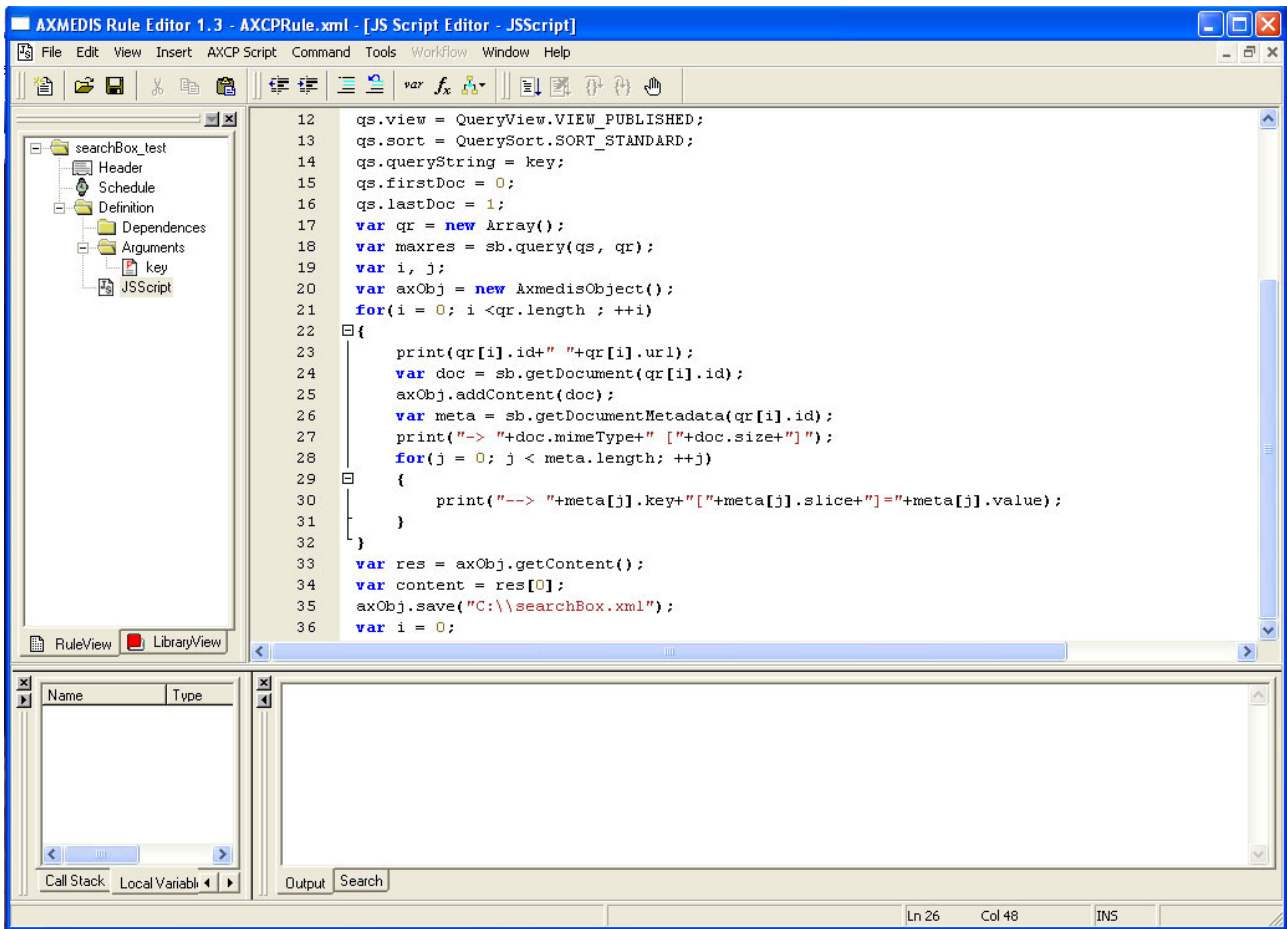 AXMEDIS Rule Editor 1.3 - AXCPRule.xml - [JS Script Editor - JSScript]
File Edit View Insert AXCP Script Command Tools Workflow Window Help
var fx
searchBox_test
Header
Schedule
Definition
Dependences
Arguments
key
JSScript
RuleView LibraryView
12 qs.view = QueryView.VIEW_PUBLISHED;
13 qs.sort = QuerySort.SORT_STANDARD;
14 qs.queryString = key;
15 qs.firstDoc = 0;
16 qs.lastDoc = 1;
17 var qr = new Array();
18 var maxres = sb.query(qs, qr);
19 var i, j;
20 var axObj = new AxmedisObject();
21 for(i = 0; i <qr.length ; ++i)
22 {
23 print(qr[i].id+" "+qr[i].url);
24 var doc = sb.getDocument(qr[i].id);
25 axObj.addContent(doc);
26 var meta = sb.getDocumentMetadata(qr[i].id);
27 print("-> "+doc.mimeType+" ["+doc.size+"]");
28 for(j = 0; j < meta.length; ++j)
29 {
30 print("--> "+meta[j].key+"["+meta[j].slice+"]="+meta[j].value);
31 }
32 }
33 var res = axObj.getContent();
34 var content = res[0];
35 axObj.save("C:\\searchBox.xml");
36 var i = 0;
Name Type
Call Stack Local Variabl
Output Search
Ln 26 Col 48 INS